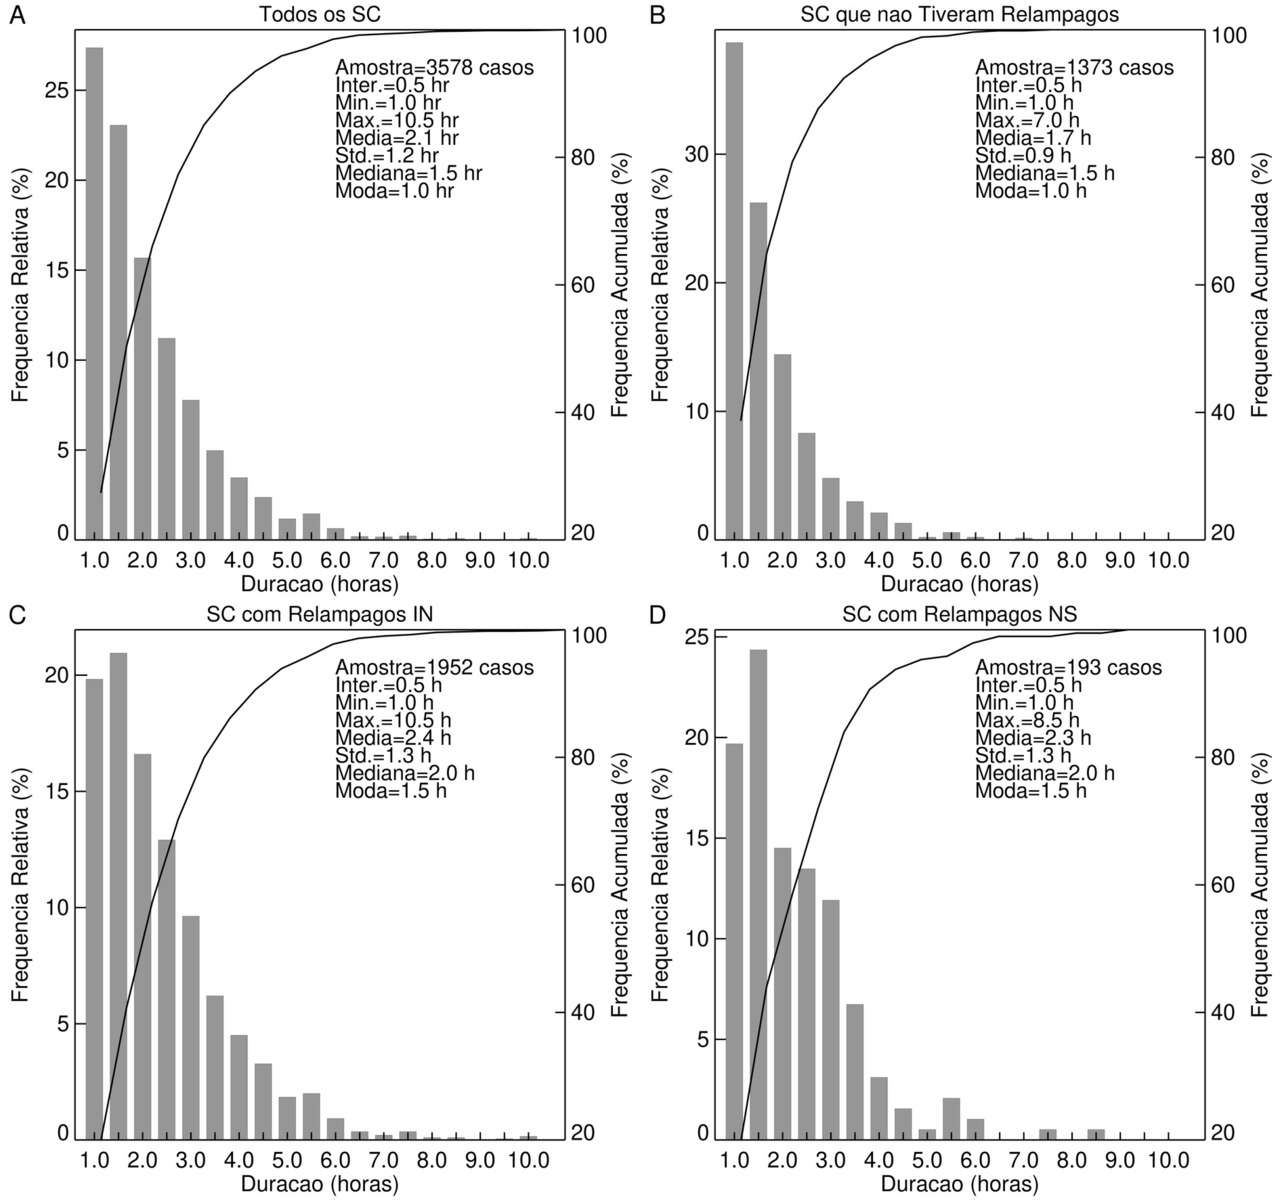 A
Todos os SC
Amostra=3578 casos
Inter.=0.5 hr
Min.=1.0 hr
Max.=10.5 hr
Media=2.1 hr
Std.=1.2 hr
Mediana=1.5 hr
Moda=1.0 hr
Frequencia Relativa (%)
25
20
15
10
5
0
Frequencia Acumulada (%)
100
80
60
40
20
1.0 2.0 3.0 4.0 5.0 6.0 7.0 8.0 9.0 10.0
Duracao (horas)
B
SC que nao Tiveram Relampagos
Amostra=1373 casos
Inter.=0.5 h
Min.=1.0 h
Max.=7.0 h
Media=1.7 h
Std.=0.9 h
Mediana=1.5 h
Moda=1.0 h
Frequencia Relativa (%)
30
20
10
0
Frequencia Acumulada (%)
100
80
60
40
20
1.0 2.0 3.0 4.0 5.0 6.0 7.0 8.0 9.0 10.0
Duracao (horas)
C
SC com Relampagos IN
Amostra=1952 casos
Inter.=0.5 h
Min.=1.0 h
Max.=10.5 h
Media=2.4 h
Std.=1.3 h
Mediana=2.0 h
Moda=1.5 h
Frequencia Relativa (%)
20
15
10
5
0
Frequencia Acumulada (%)
100
80
60
40
20
1.0 2.0 3.0 4.0 5.0 6.0 7.0 8.0 9.0 10.0
Duracao (horas)
D
SC com Relampagos NS
Amostra=193 casos
Inter.=0.5 h
Min.=1.0 h
Max.=8.5 h
Media=2.3 h
Std.=1.3 h
Mediana=2.0 h
Moda=1.5 h
Frequencia Relativa (%)
25
20
15
10
5
0
Frequencia Acumulada (%)
100
80
60
40
20
1.0 2.0 3.0 4.0 5.0 6.0 7.0 8.0 9.0 10.0
Duracao (horas)